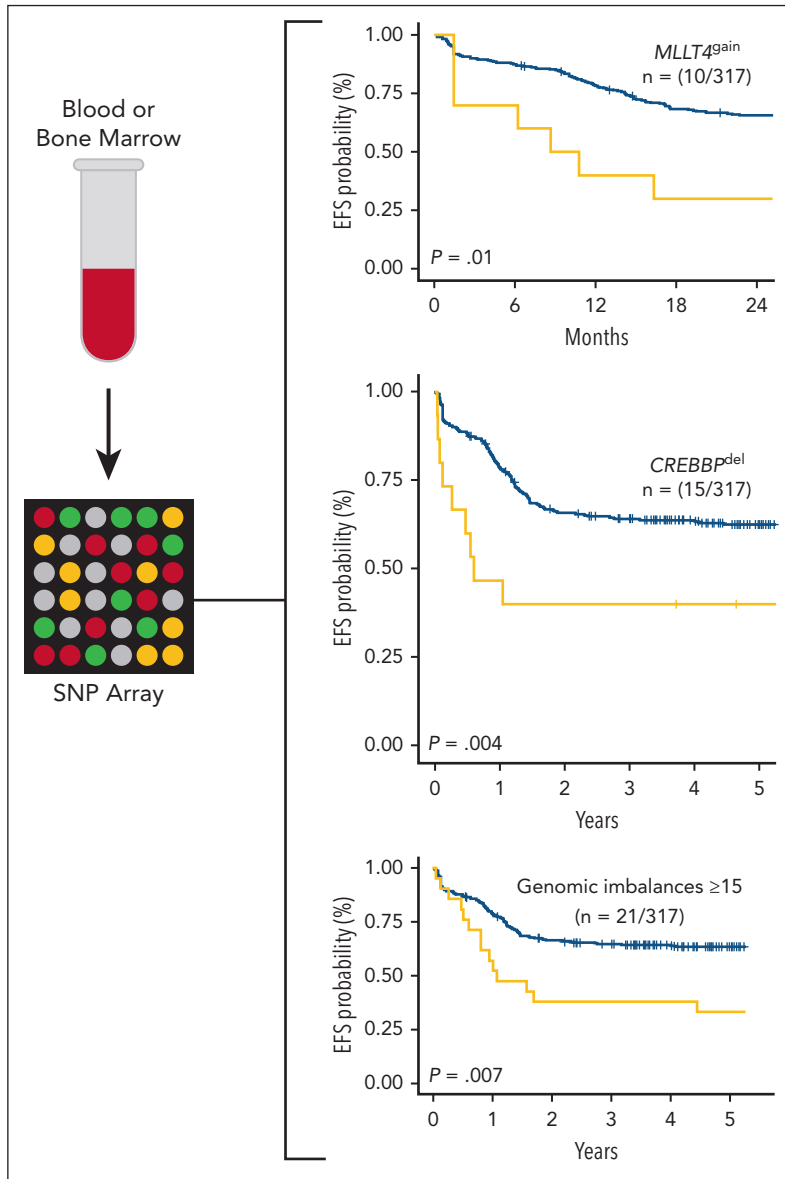 Blood or
Bone Marrow
SNP Array
EFS probability (%)
1.00
0.75
0.50
0.25
0.00
MLLT4gain
n = (10/317)
P = .01
0 6 12 18 24
Months
EFS probability (%)
1.00
0.75
0.50
0.25
0.00
CREBBPdel
n = (15/317)
P = .004
0 1 2 3 4 5
Years
EFS probability (%)
1.00
0.75
0.50
0.25
0.00
Genomic imbalances ≥15
(n = 21/317)
P = .007
0 1 2 3 4 5
Years